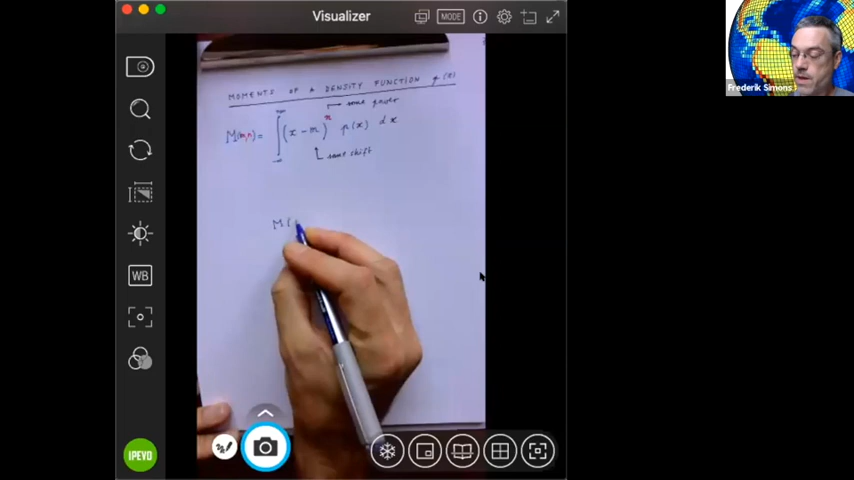 Visualizer
MODE
Frederik Simons
MOMENTS OF A DENSITY FUNCTION p(x)
→ some power
M(m,n) = ∫_{-∞}^{+∞} (x - m)^n p(x) dx
some shift
M (
WB
IPEVO